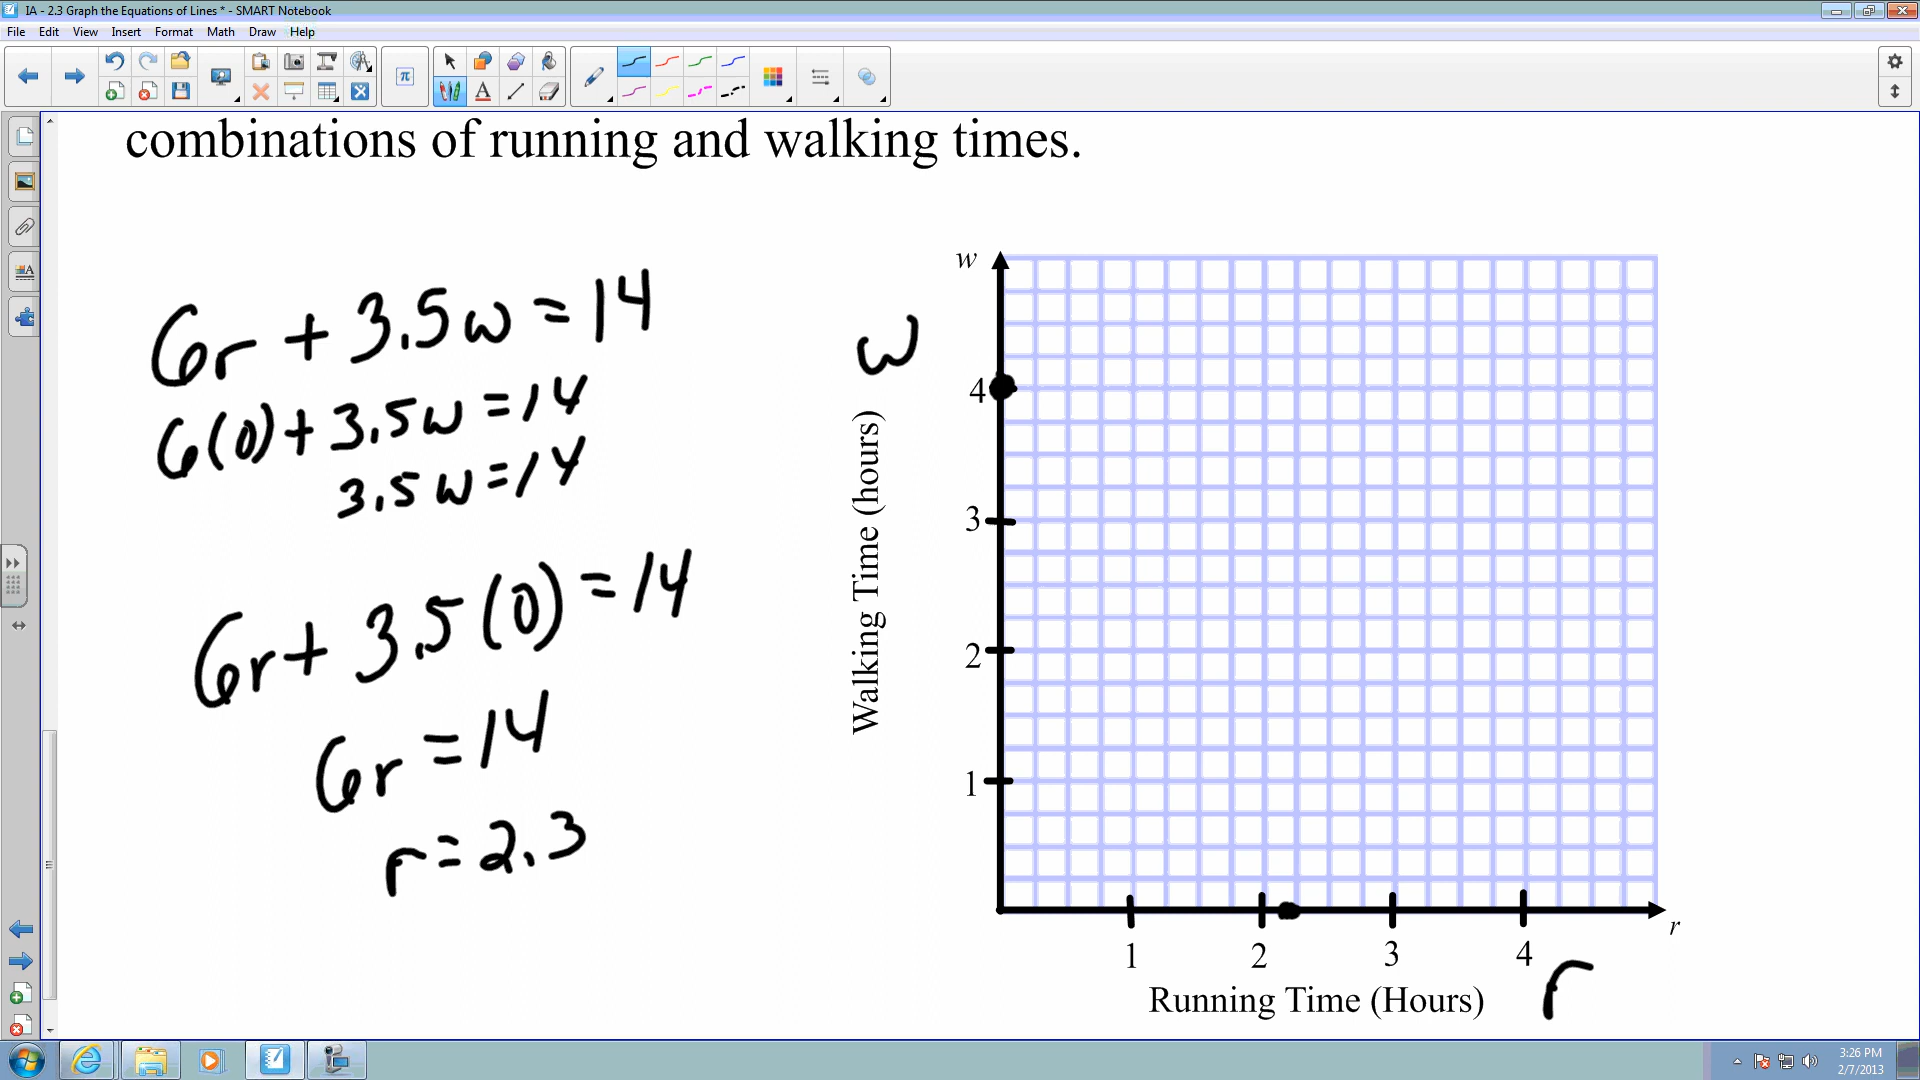 IA - 2.3 Graph the Equations of Lines * - SMART Notebook
File Edit View Insert Format Math Draw Help
π
A
combinations of running and walking times.
6r + 3.5w = 14
6(0) + 3.5w = 14
3.5w = 14
6r + 3.5(0) = 14
6r = 14
r = 2.3
w
w
4
3
2
1
Walking Time (hours)
1 2 3 4
r
Running Time (Hours)
r
3:26 PM
2/7/2013